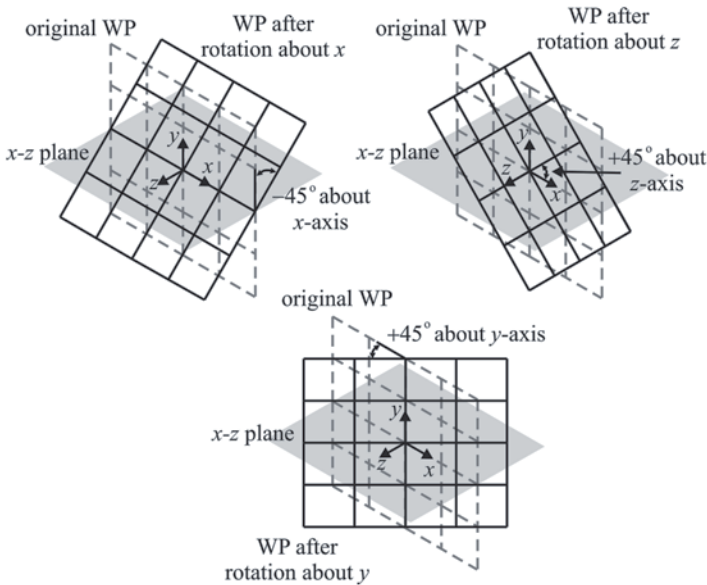 original WP
WP after
rotation about x
x-z plane
y
x
z
−45° about
x-axis
original WP
WP after
rotation about z
x-z plane
y
z
x
+45° about
z-axis
original WP
+45° about y-axis
x-z plane
y
z
x
WP after
rotation about y